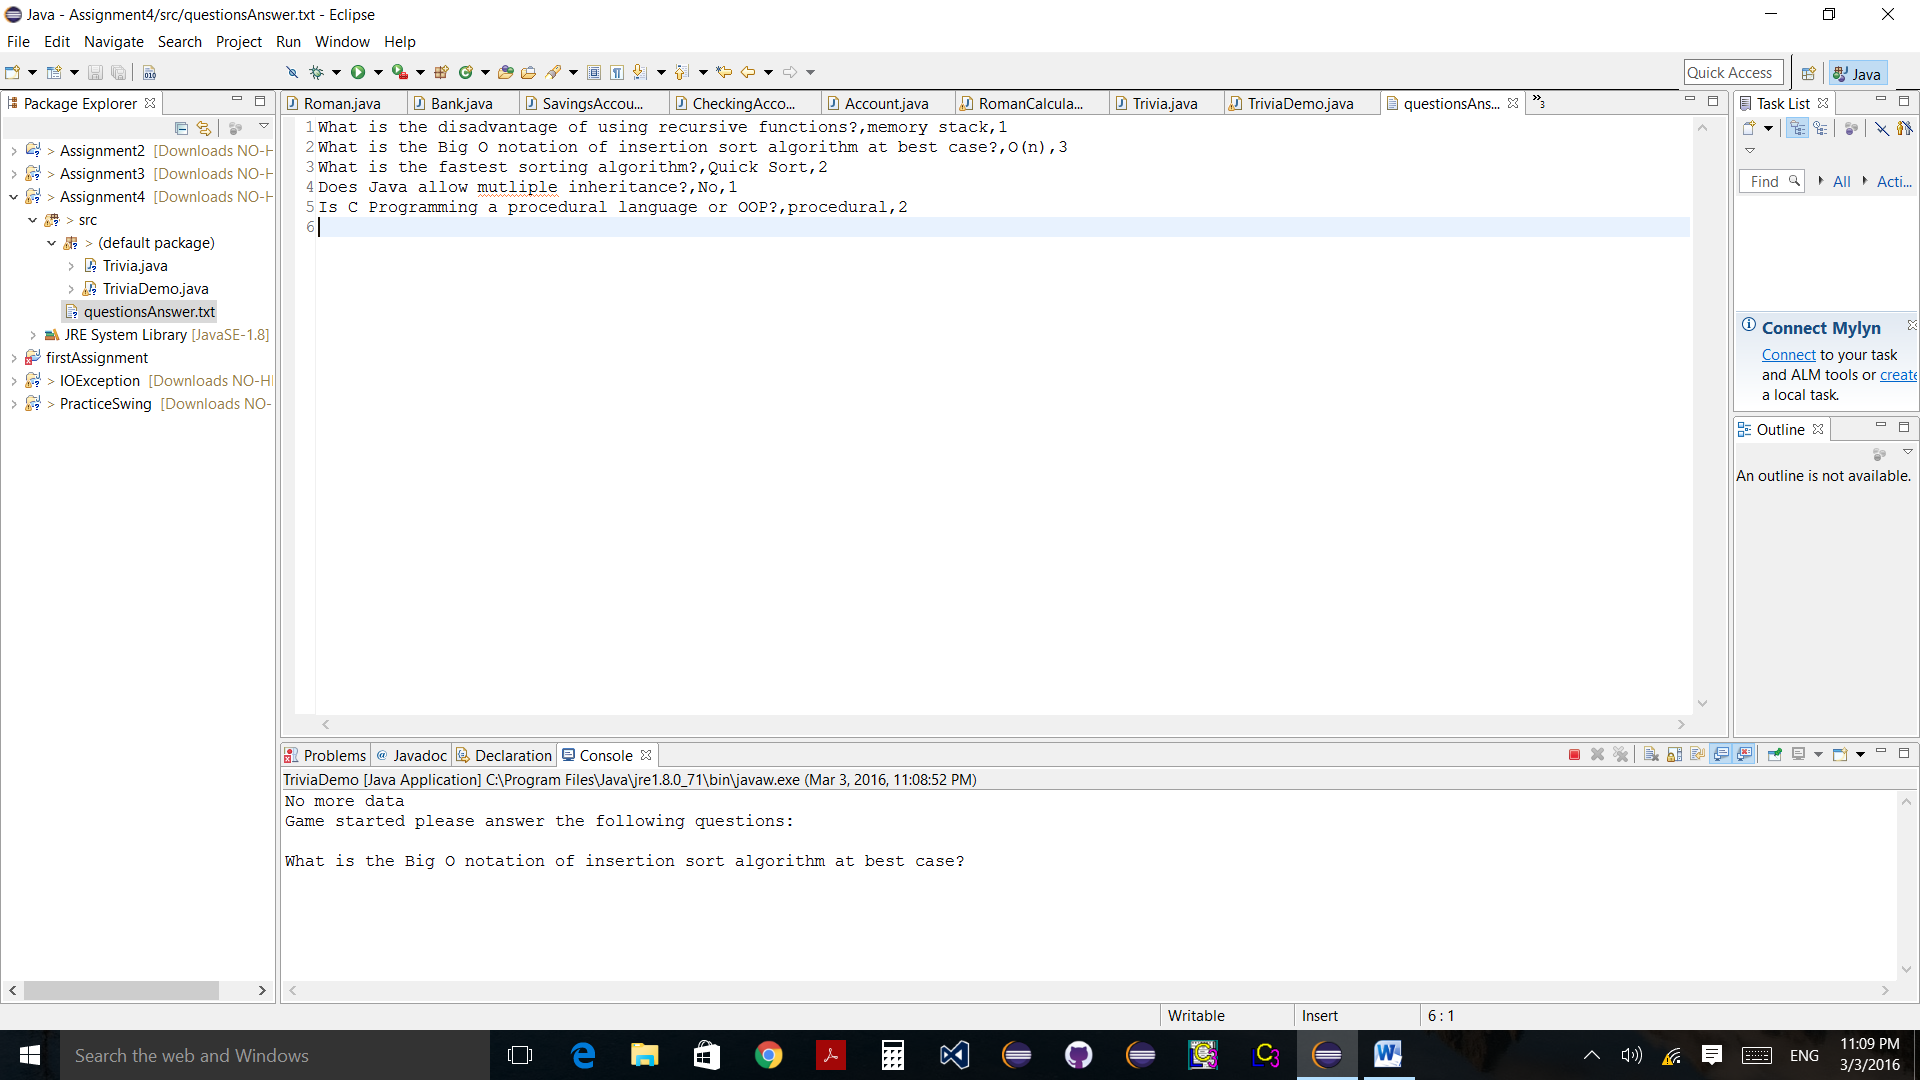 Java - Assignment4/src/questionsAnswer.txt - Eclipse
File Edit Navigate Search Project Run Window Help
Quick Access
Java
Package Explorer
> Assignment2 [Downloads NO-H
> Assignment3 [Downloads NO-H
> Assignment4 [Downloads NO-H
> src
> (default package)
Trivia.java
TriviaDemo.java
questionsAnswer.txt
JRE System Library [JavaSE-1.8]
firstAssignment
> IOException [Downloads NO-HI
> PracticeSwing [Downloads NO-
Roman.java Bank.java SavingsAccou... CheckingAcco... Account.java RomanCalcula... Trivia.java TriviaDemo.java questionsAns... »3
1 What is the disadvantage of using recursive functions?,memory stack,1
2 What is the Big O notation of insertion sort algorithm at best case?,O(n),3
3 What is the fastest sorting algorithm?,Quick Sort,2
4 Does Java allow mutliple inheritance?,No,1
5 Is C Programming a procedural language or OOP?,procedural,2
6
Task List
Find All Acti...
Connect Mylyn
Connect to your task
and ALM tools or create
a local task.
Outline
An outline is not available.
Problems @ Javadoc Declaration Console
TriviaDemo [Java Application] C:\Program Files\Java\jre1.8.0_71\bin\javaw.exe (Mar 3, 2016, 11:08:52 PM)
No more data
Game started please answer the following questions:
What is the Big O notation of insertion sort algorithm at best case?
Writable Insert 6 : 1
Search the web and Windows
ENG
11:09 PM
3/3/2016